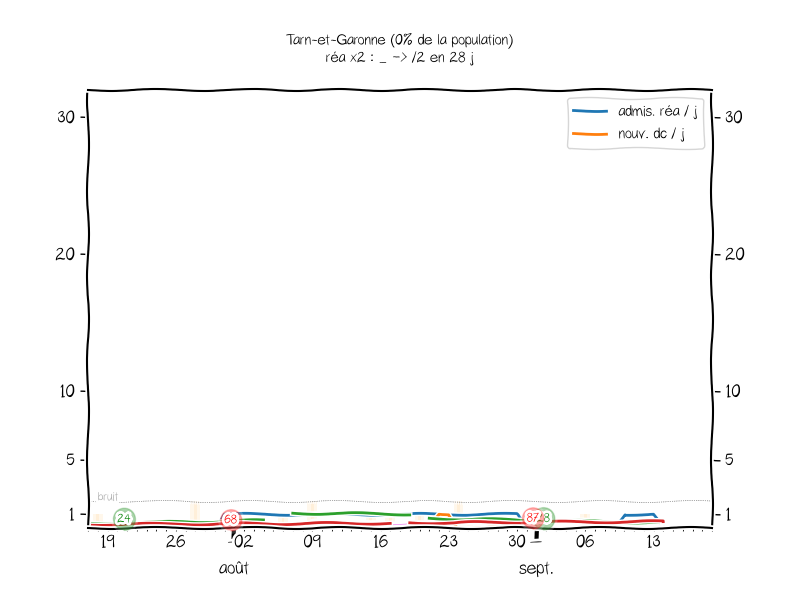 Tarn-et-Garonne (0% de la population)
réa x2 : _ -> /2 en 28 j
admis. réa / j
nouv. dc / j
30
30
20
20
10
10
5
5
bruit
1
1
24
68
87
19 26 02 09 16 23 30 06 13
août sept.